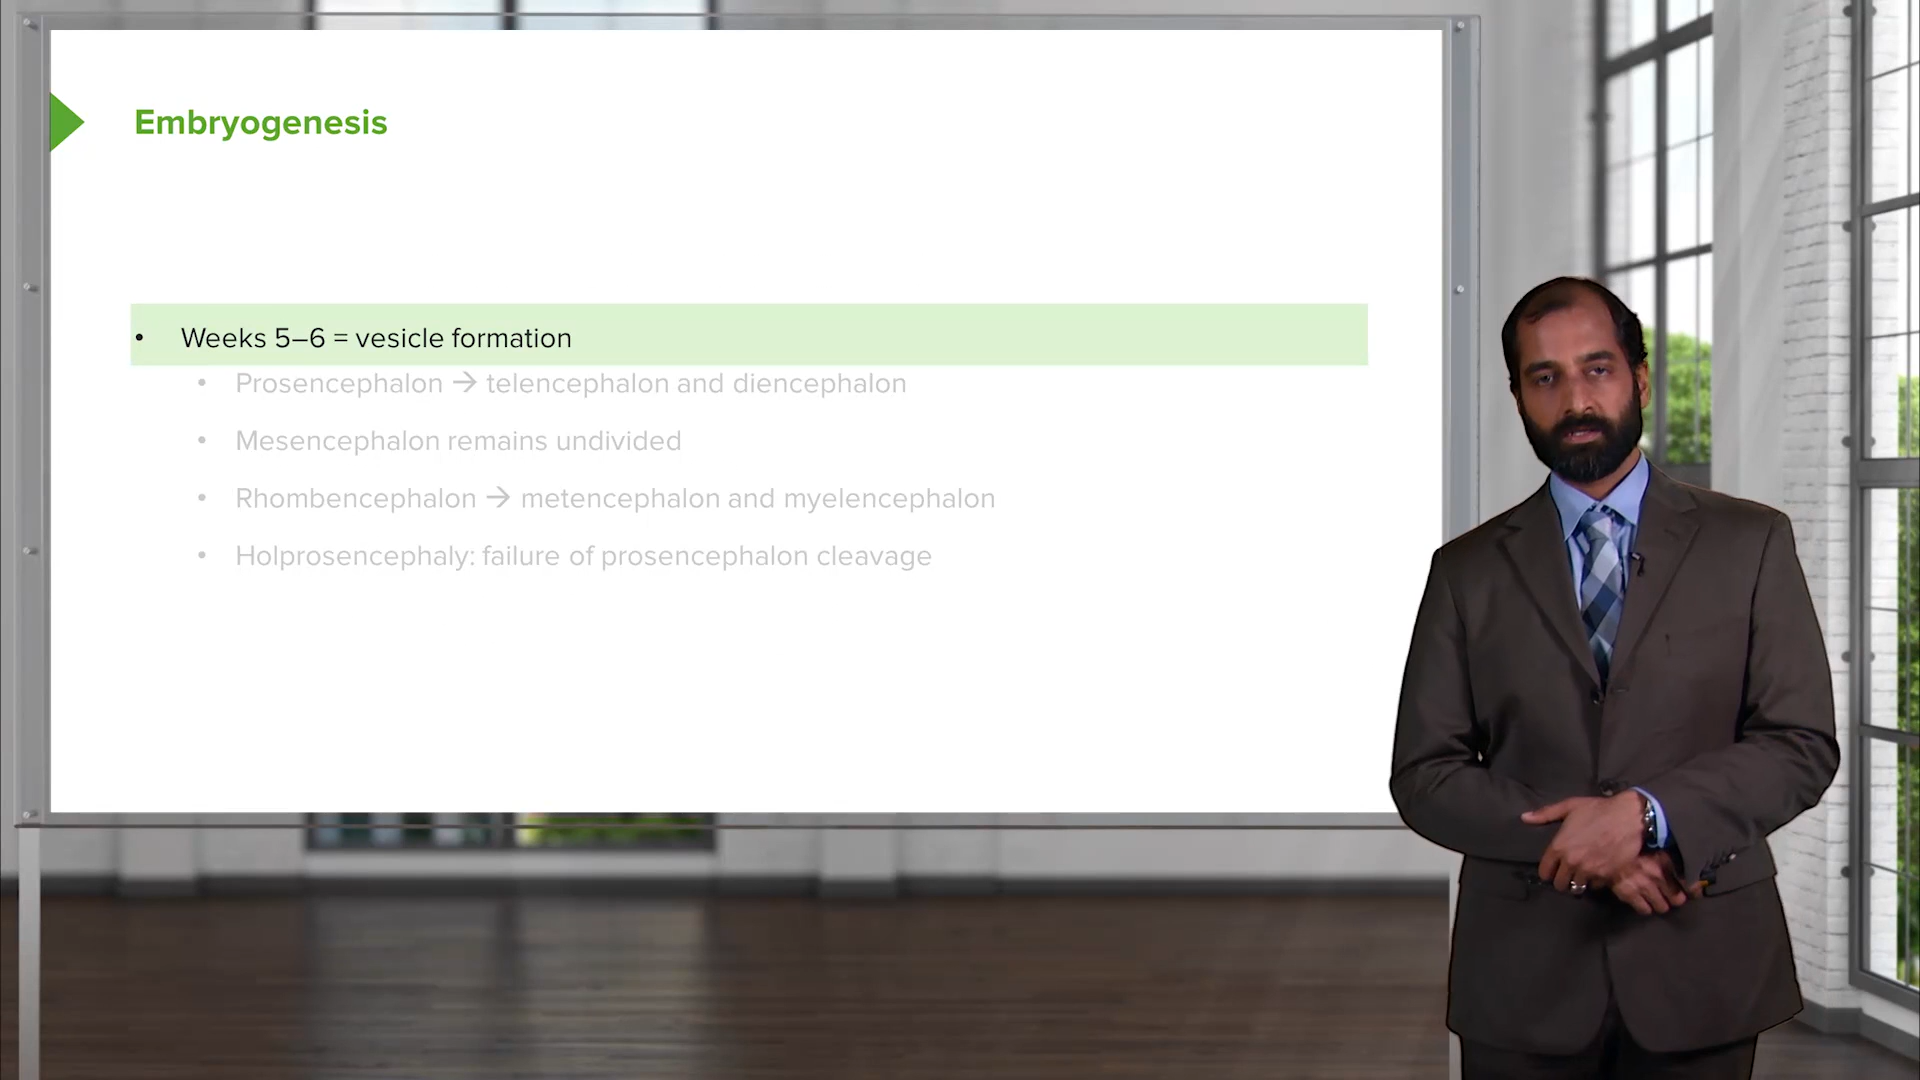 Embryogenesis
• Weeks 5–6 = vesicle formation
• Prosencephalon → telencephalon and diencephalon
• Mesencephalon remains undivided
• Rhombencephalon → metencephalon and myelencephalon
• Holprosencephaly: failure of prosencephalon cleavage